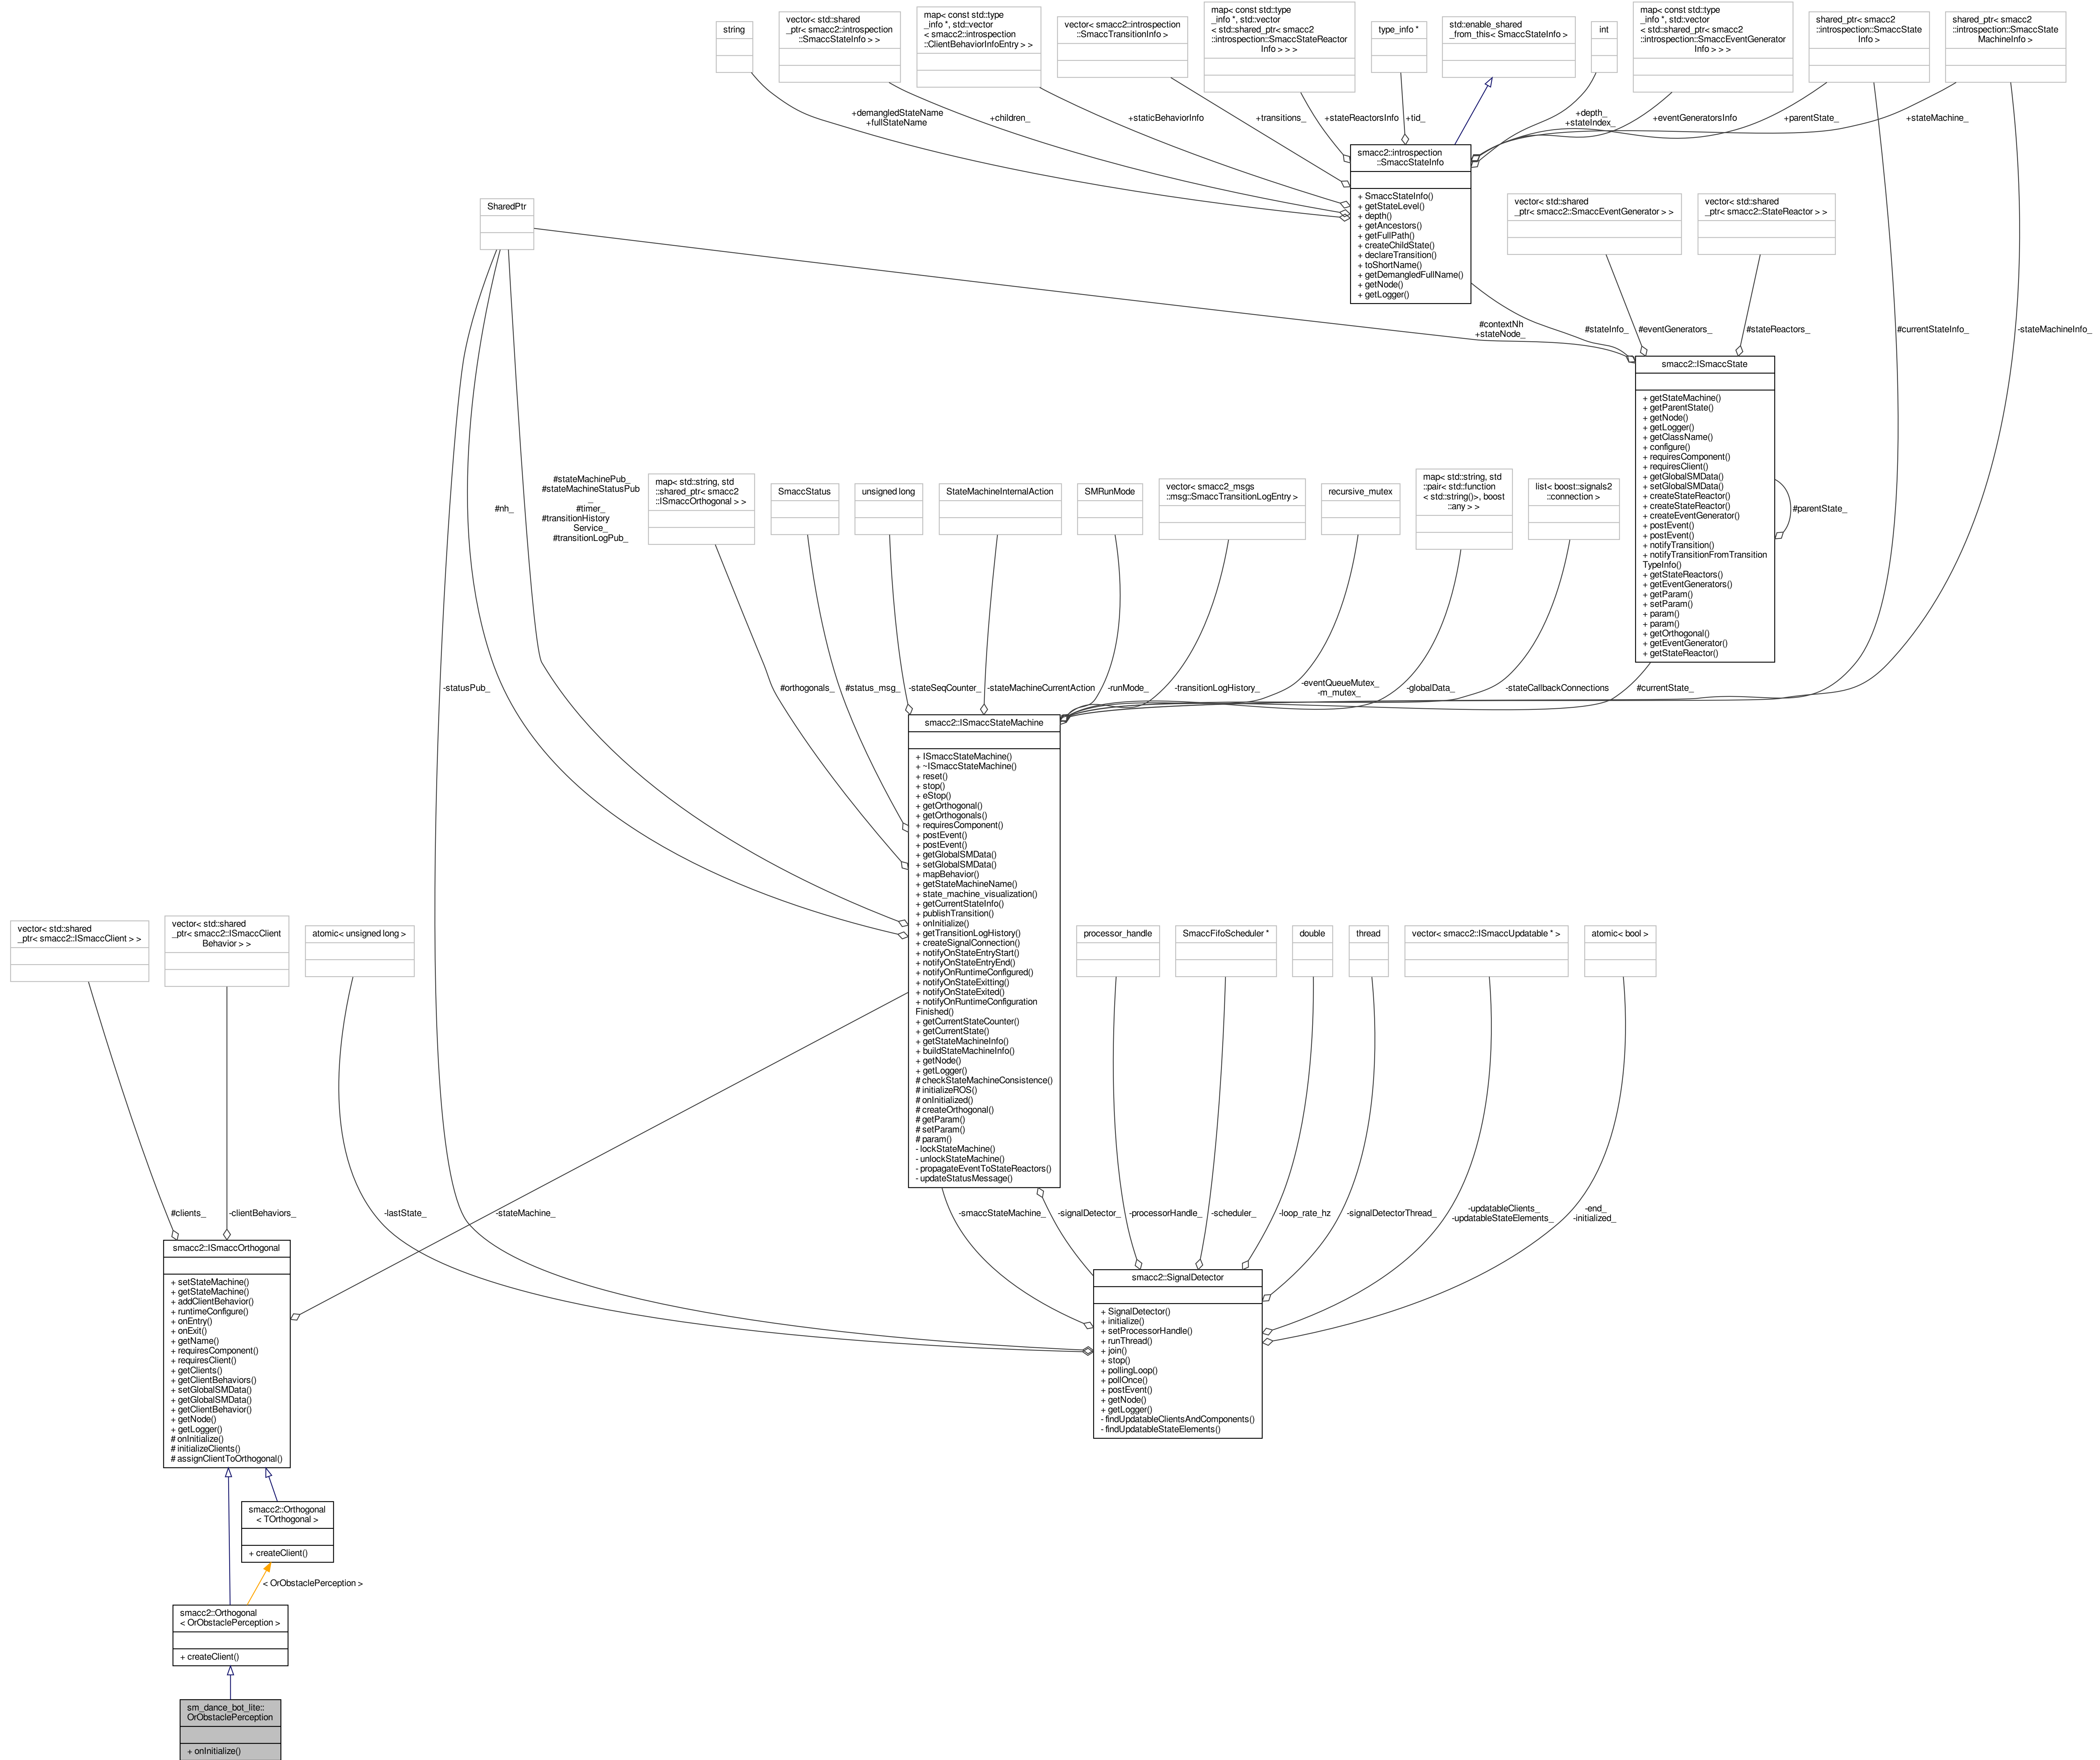 string
vector< std::shared
_ptr< smacc2::introspection
::SmaccStateInfo > >
map< const std::type
_info *, std::vector
< smacc2::introspection
::ClientBehaviorInfoEntry > >
vector< smacc2::introspection
::SmaccTransitionInfo >
map< const std::type
_info *, std::vector
< std::shared_ptr< smacc2
::introspection::SmaccStateReactor
Info > > >
type_info *
std::enable_shared
_from_this< SmaccStateInfo >
int
map< const std::type
_info *, std::vector
< std::shared_ptr< smacc2
::introspection::SmaccEventGenerator
Info > > >
shared_ptr< smacc2
::introspection::SmaccState
Info >
shared_ptr< smacc2
::introspection::SmaccState
MachineInfo >
+demangledStateName
+fullStateName
+children_
+staticBehaviorInfo
+transitions_
+stateReactorsInfo
+tid_
+depth_
+stateIndex_
+eventGeneratorsInfo
+parentState_
+stateMachine_
smacc2::introspection
::SmaccStateInfo
+ SmaccStateInfo()
+ getStateLevel()
+ depth()
+ getAncestors()
+ getFullPath()
+ createChildState()
+ declareTransition()
+ toShortName()
+ getDemangledFullName()
+ getNode()
+ getLogger()
SharedPtr
vector< std::shared
_ptr< smacc2::SmaccEventGenerator > >
vector< std::shared
_ptr< smacc2::StateReactor > >
#contextNh
+stateNode_
#stateInfo_
#eventGenerators_
#stateReactors_
#currentStateInfo_
-stateMachineInfo_
smacc2::ISmaccState
+ getStateMachine()
+ getParentState()
+ getNode()
+ getLogger()
+ getClassName()
+ configure()
+ requiresComponent()
+ requiresClient()
+ getGlobalSMData()
+ setGlobalSMData()
+ createStateReactor()
+ createStateReactor()
+ createEventGenerator()
+ postEvent()
+ postEvent()
+ notifyTransition()
+ notifyTransitionFromTransition
TypeInfo()
+ getStateReactors()
+ getEventGenerators()
+ getParam()
+ setParam()
+ param()
+ param()
+ getOrthogonal()
+ getEventGenerator()
+ getStateReactor()
#parentState_
#nh_
#stateMachinePub_
#stateMachineStatusPub
_
#timer_
#transitionHistory
Service_
#transitionLogPub_
map< std::string, std
::shared_ptr< smacc2
::ISmaccOrthogonal > >
SmaccStatus
unsigned long
StateMachineInternalAction
SMRunMode
vector< smacc2_msgs
::msg::SmaccTransitionLogEntry >
recursive_mutex
map< std::string, std
::pair< std::function
< std::string()>, boost
::any > >
list< boost::signals2
::connection >
-statusPub_
#orthogonals_
#status_msg_
-stateSeqCounter_
-stateMachineCurrentAction
-runMode_
-transitionLogHistory_
-eventQueueMutex_
-m_mutex_
-globalData_
-stateCallbackConnections
#currentState_
smacc2::ISmaccStateMachine
+ ISmaccStateMachine()
+ ~ISmaccStateMachine()
+ reset()
+ stop()
+ eStop()
+ getOrthogonal()
+ getOrthogonals()
+ requiresComponent()
+ postEvent()
+ postEvent()
+ getGlobalSMData()
+ setGlobalSMData()
+ mapBehavior()
+ getStateMachineName()
+ state_machine_visualization()
+ getCurrentStateInfo()
+ publishTransition()
+ onInitialize()
+ getTransitionLogHistory()
+ createSignalConnection()
+ notifyOnStateEntryStart()
+ notifyOnStateEntryEnd()
+ notifyOnRuntimeConfigured()
+ notifyOnStateExitting()
+ notifyOnStateExited()
+ notifyOnRuntimeConfiguration
Finished()
+ getCurrentStateCounter()
+ getCurrentState()
+ getStateMachineInfo()
+ buildStateMachineInfo()
+ getNode()
+ getLogger()
# checkStateMachineConsistence()
# initializeROS()
# onInitialized()
# createOrthogonal()
# getParam()
# setParam()
# param()
- lockStateMachine()
- unlockStateMachine()
- propagateEventToStateReactors()
- updateStatusMessage()
vector< std::shared
_ptr< smacc2::ISmaccClient > >
vector< std::shared
_ptr< smacc2::ISmaccClient
Behavior > >
atomic< unsigned long >
processor_handle
SmaccFifoScheduler *
double
thread
vector< smacc2::ISmaccUpdatable * >
atomic< bool >
#clients_
-clientBehaviors_
-lastState_
-stateMachine_
-smaccStateMachine_
-signalDetector_
-processorHandle_
-scheduler_
-loop_rate_hz
-signalDetectorThread_
-updatableClients_
-updatableStateElements_
-end_
-initialized_
smacc2::ISmaccOrthogonal
+ setStateMachine()
+ getStateMachine()
+ addClientBehavior()
+ runtimeConfigure()
+ onEntry()
+ onExit()
+ getName()
+ requiresComponent()
+ requiresClient()
+ getClients()
+ getClientBehaviors()
+ setGlobalSMData()
+ getGlobalSMData()
+ getClientBehavior()
+ getNode()
+ getLogger()
# onInitialize()
# initializeClients()
# assignClientToOrthogonal()
smacc2::SignalDetector
+ SignalDetector()
+ initialize()
+ setProcessorHandle()
+ runThread()
+ join()
+ stop()
+ pollingLoop()
+ pollOnce()
+ postEvent()
+ getNode()
+ getLogger()
- findUpdatableClientsAndComponents()
- findUpdatableStateElements()
smacc2::Orthogonal
< TOrthogonal >
+ createClient()
< OrObstaclePerception >
smacc2::Orthogonal
< OrObstaclePerception >
+ createClient()
sm_dance_bot_lite::
OrObstaclePerception
+ onInitialize()